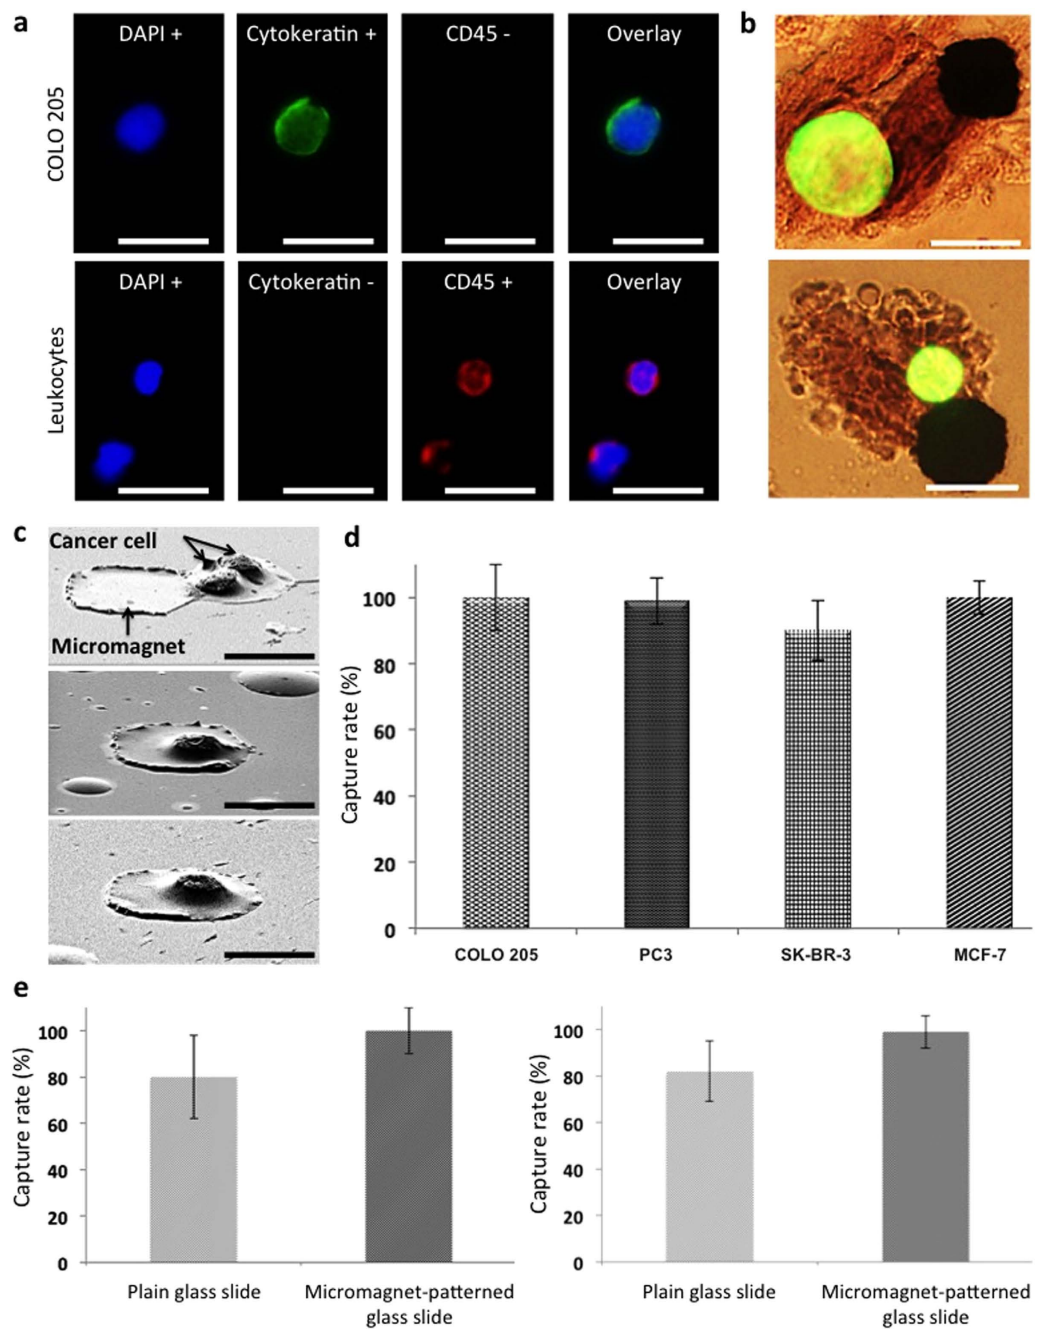 a
b
DAPI +
Cytokeratin +
CD45 -
Overlay
COLO 205
DAPI +
Cytokeratin -
CD45 +
Overlay
Leukocytes
c
Cancer cell
Micromagnet
d
Capture rate (%)
100
80
60
40
20
0
COLO 205
PC3
SK-BR-3
MCF-7
e
Capture rate (%)
100
80
60
40
20
0
Plain glass slide
Micromagnet-patterned
glass slide
Capture rate (%)
100
80
60
40
20
0
Plain glass slide
Micromagnet-patterned
glass slide